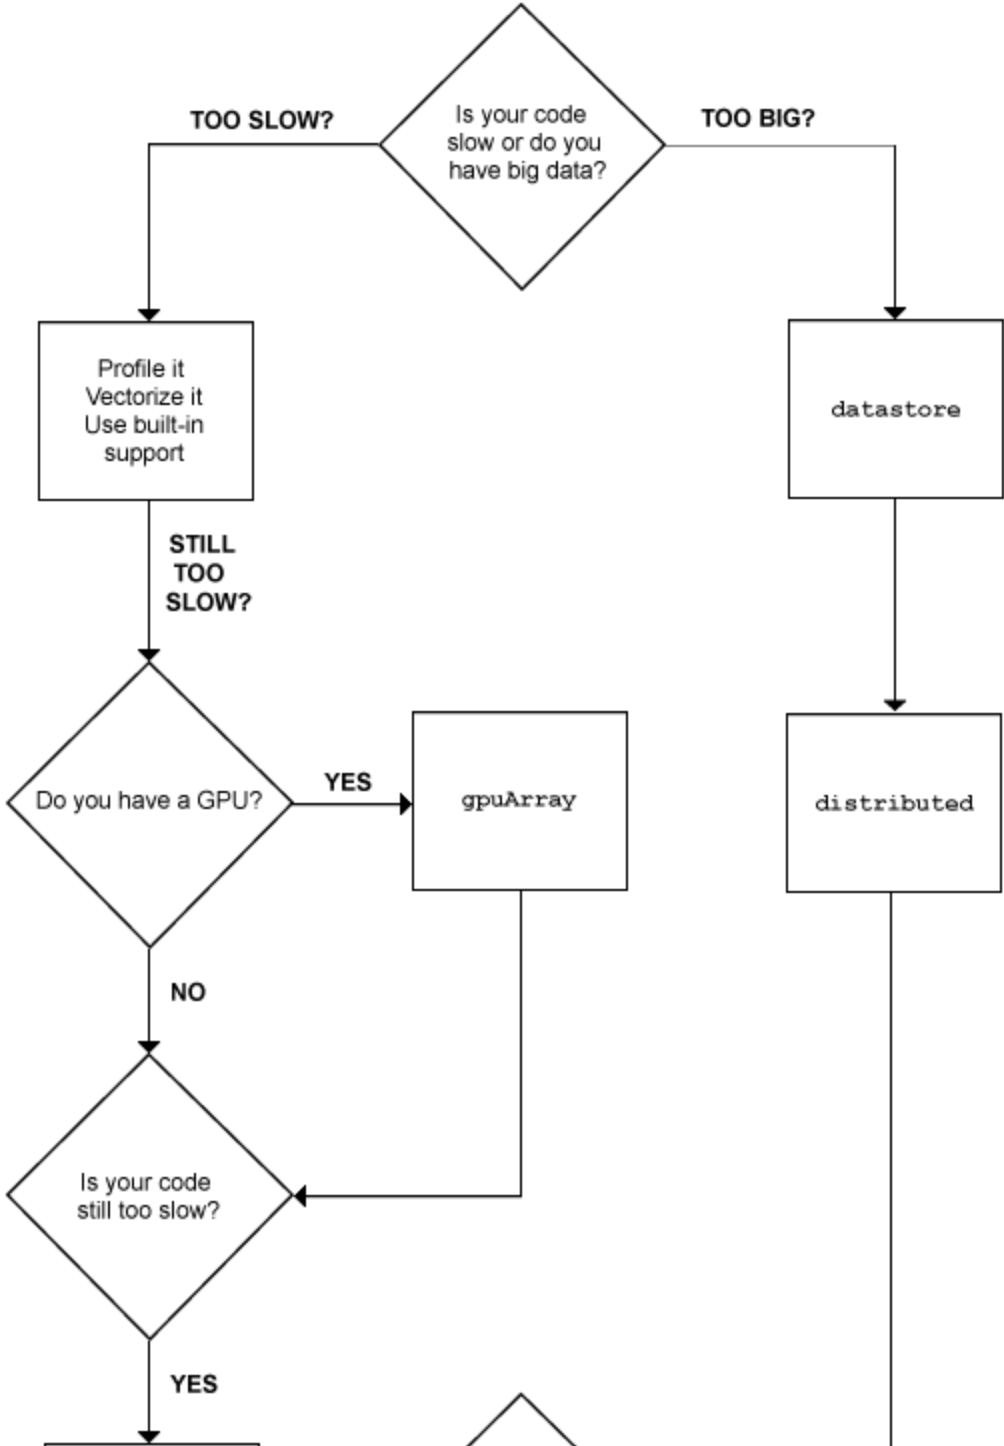 Is your code
slow or do you
have big data?
TOO SLOW?
TOO BIG?
Profile it
Vectorize it
Use built-in
support
datastore
STILL
TOO
SLOW?
Do you have a GPU?
YES
gpuArray
distributed
NO
Is your code
still too slow?
YES